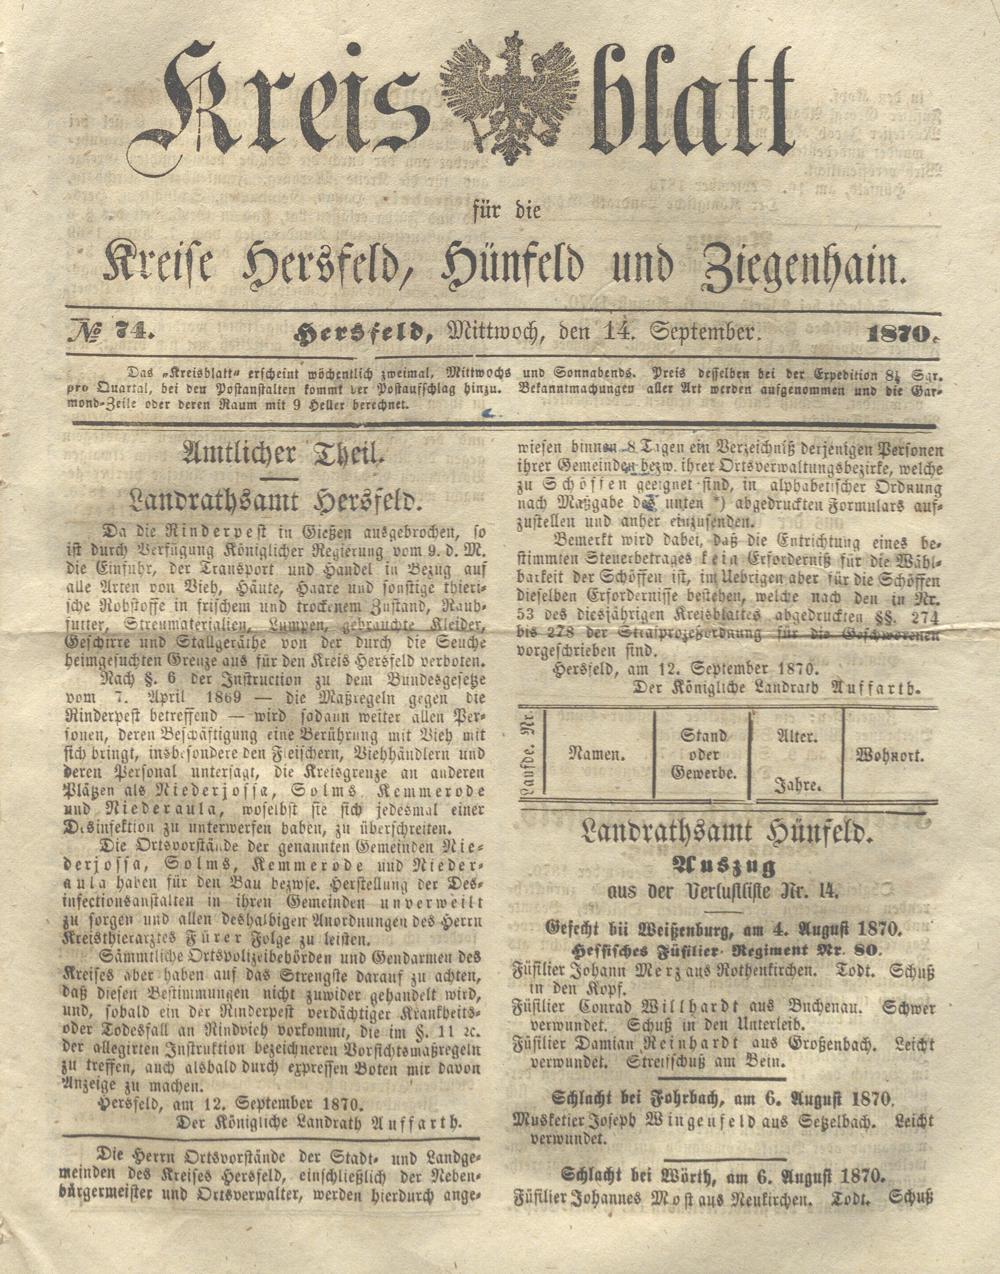 Kreisblatt
für die
Kreise Hersfeld, Hünfeld und Ziegenhain.
№ 74. Hersfeld, Mittwoch, den 14. September. 1870.
Das „Kreisblatt“ erscheint wöchentlich zweimal, Mittwochs und Sonnabends. Preis desselben bei der Expedition 8½ Sgr.
pro Quartal, bei den Postanstalten kommt der Postaufschlag hinzu. Bekanntmachungen aller Art werden aufgenommen und die Gar-
mond-Zeile oder deren Raum mit 9 Heller berechnet.
Amtlicher Theil.
Landrathsamt Hersfeld.
Da die Rinderpest in Gießen ausgebrochen, so
ist durch Verfügung Königlicher Regierung vom 9. d. M.
die Einfuhr, der Transport und Handel in Bezug auf
alle Arten von Vieh, Häute, Haare und sonstige thieri-
sche Rohstoffe in frischem und trockenem Zustand, Rauh-
futter, Streumaterialien, Lumpen, gebrauchte Kleider,
Geschirre und Stallgeräthe von der durch die Seuche
heimgesuchten Grenze aus für den Kreis Hersfeld verboten.
Nach §. 6 der Instruction zu dem Bundesgesetze
vom 7. April 1869 — die Maßregeln gegen die
Rinderpest betreffend — wird sodann weiter allen Per-
sonen, deren Beschäftigung eine Berührung mit Vieh mit
sich bringt, insbesondere den Fleischern, Viehhändlern und
deren Personal untersagt, die Kreisgrenze an anderen
Plätzen als Niederjossa, Solms, Kemmerode
und Niederaula, woselbst sie sich jedesmal einer
Desinfektion zu unterwerfen haben, zu überschreiten.
Die Ortsvorstände der genannten Gemeinden Nie-
derjossa, Solms, Kemmerode und Nieder-
aula haben für den Bau bezwse. Herstellung der Des-
infectionsanstalten in ihren Gemeinden unverweilt
zu sorgen und allen deshalbigen Anordnungen des Herrn
Kreisthierarztes Fürer Folge zu leisten.
Sämmtliche Ortspolizeibehörden und Gendarmen des
Kreises aber haben auf das Strengste darauf zu achten,
daß diesen Bestimmungen nicht zuwider gehandelt wird,
und, sobald ein der Rinderpest verdächtiger Krankheits-
oder Todesfall an Rindvieh vorkommt, die im §. 11 ꝛc.
der allegirten Instruktion bezeichneren Vorsichtsmaßregeln
zu treffen, auch alsbald durch expressen Boten mir davon
Anzeige zu machen.
Hersfeld, am 12. September 1870.
Der Königliche Landrath Auffarth.
Die Herrn Ortsvorstände der Stadt- und Landge-
meinden des Kreises Hersfeld, einschließlich der Neben-
bürgermeister und Ortsverwalter, werden hierdurch ange-
wiesen binnen 8 Tagen ein Verzeichniß derjenigen Personen
ihrer Gemeinden bezw. ihrer Ortsverwaltungsbezirke, welche
zu Schöffen geeignet sind, in alphabetischer Ordnung
nach Maßgabe des unten *) abgedruckten Formulars auf-
zustellen und anher einzusenden.
Bemerkt wird dabei, daß die Entrichtung eines be-
stimmten Steuerbetrages kein Erforderniß für die Wähl-
barkeit der Schöffen ist, im Uebrigen aber für die Schöffen
dieselben Erfordernisse bestehen, welche nach den in Nr.
53 des diesjährigen Kreisblattes abgedruckten §§. 274
bis 278 der Strafprozeßordnung für die Geschworenen
vorgeschrieben sind.
Hersfeld, am 12. September 1870.
Der Königliche Landrath Auffarth.
Laufde. Nr.
Namen.
Stand
oder
Gewerbe.
Alter.
Jahre.
Wohnort.
Landrathsamt Hünfeld.
Auszug
aus der Verlustliste Nr. 14.
Gefecht bii Weißenburg, am 4. August 1870.
Hessisches Füsilier-Regiment Nr. 80.
Füsilier Johann Merz aus Rothenkirchen. Todt. Schuß
in den Kopf.
Füsilier Conrad Willhardt aus Buchenau. Schwer
verwundet. Schuß in den Unterleib.
Füsilier Damian Reinhardt aus Großenbach. Leicht
verwundet. Streifschuß am Bein.
Schlacht bei Fohrbach, am 6. August 1870.
Musketier Joseph Wingenfeld aus Setzelbach. Leicht
verwundet.
Schlacht bei Wörth, am 6. August 1870.
Füsilier Johannes Most aus Neukirchen. Todt. Schuß